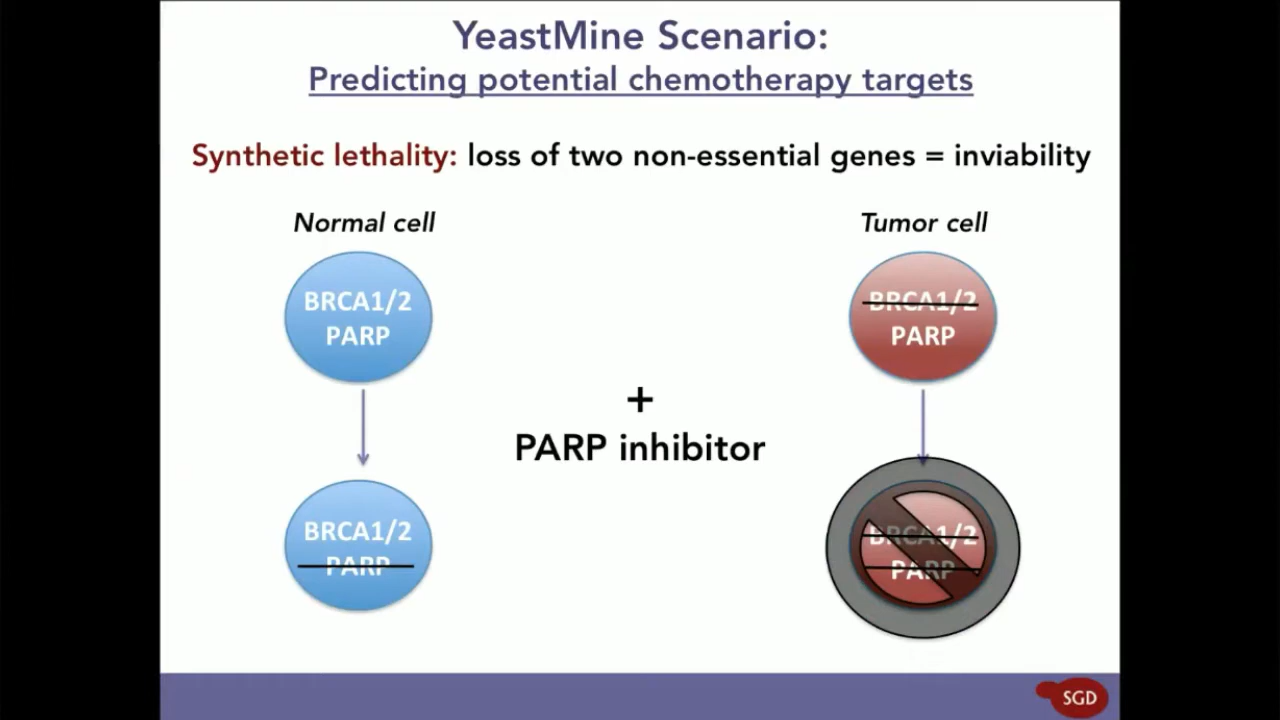 YeastMine Scenario:
Predicting potential chemotherapy targets
Synthetic lethality: loss of two non-essential genes = inviability
Normal cell
Tumor cell
BRCA1/2
PARP
BRCA1/2
PARP
+
PARP inhibitor
BRCA1/2
PARP
BRCA1/2
PARP
SGD